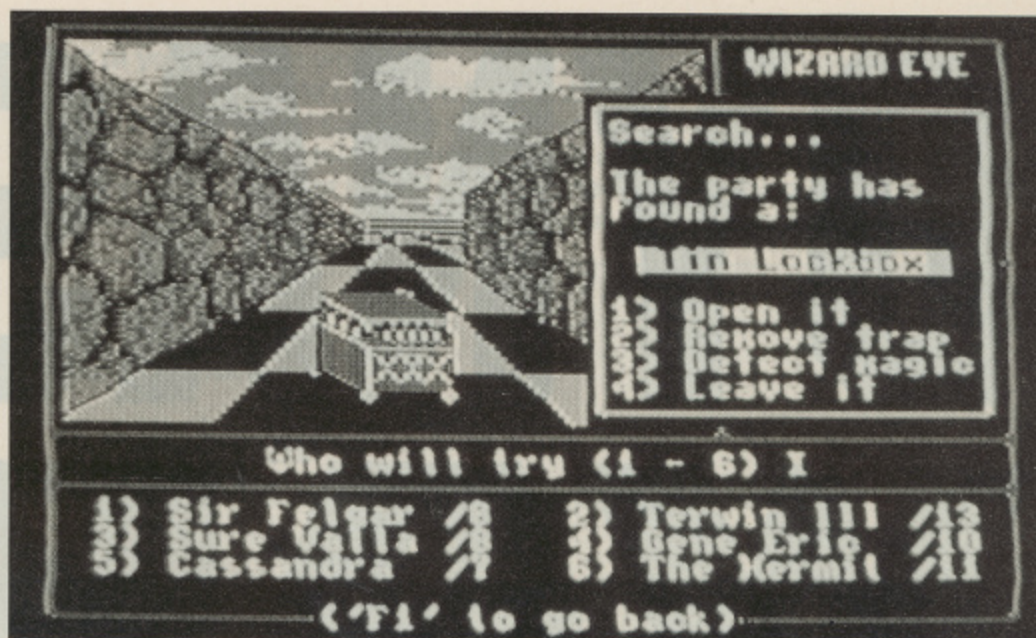 WIZARD EYE
Search...
The party has
found a:
Tin Lockbox
1) Open it
2) Remove trap
3) Detect magic
4) Leave it
Who will try (1 - 6)
1) Sir Felgar /8 2) Terwin III /13
3) Sure Valla /8 4) Gene Eric /10
5) Cassandra /7 6) The Hermit /11
('F1' to go back)